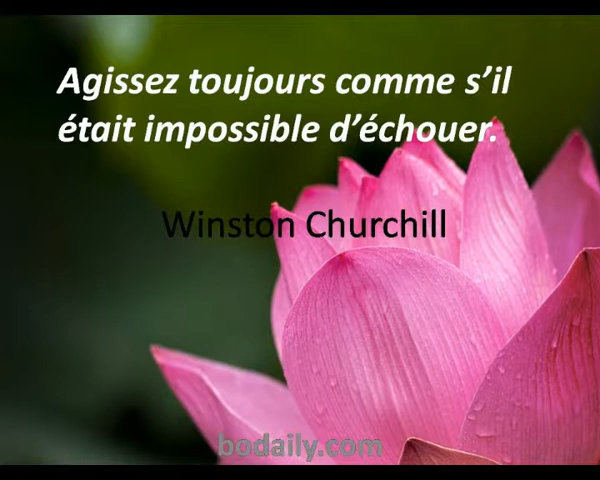 Agissez toujours comme s’il
était impossible d’échouer.
Winston Churchill
bodaily.com